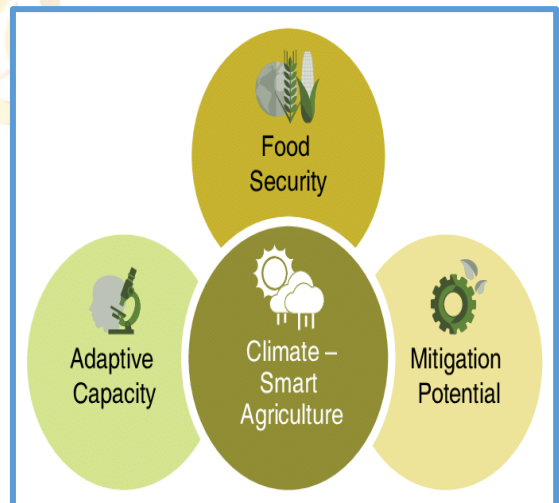 Food
Security
Adaptive
Capacity
Climate –
Smart
Agriculture
Mitigation
Potential